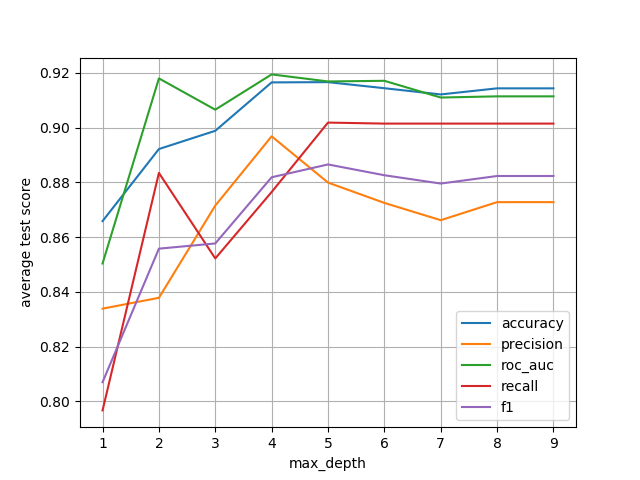 0.92
0.90
0.88
0.86
0.84
0.82
0.80
average test score
1 2 3 4 5 6 7 8 9
max_depth
accuracy
precision
roc_auc
recall
f1